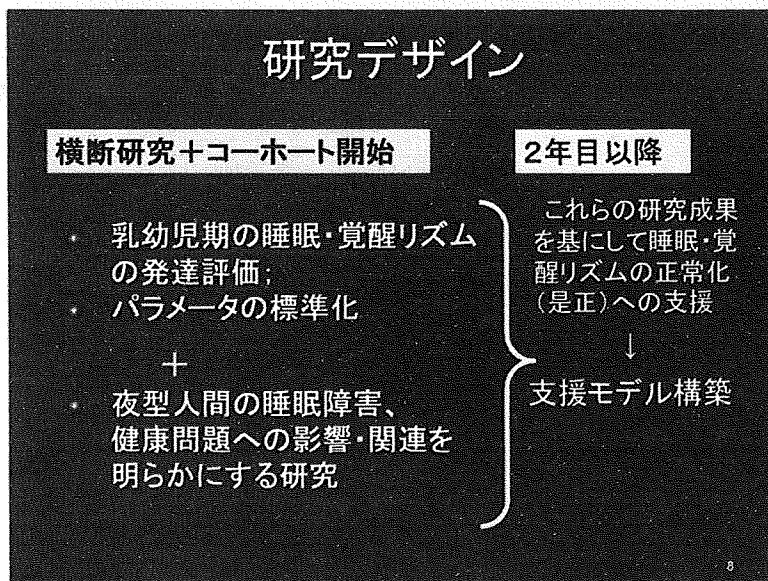 研究デザイン
横断研究＋コーホート開始
・ 乳幼児期の睡眠・覚醒リズム
の発達評価；
・ パラメータの標準化
＋
・ 夜型人間の睡眠障害、
健康問題への影響・関連を
明らかにする研究
2年目以降
これらの研究成果
を基にして睡眠・覚
醒リズムの正常化
（是正）への支援
↓
支援モデル構築
8